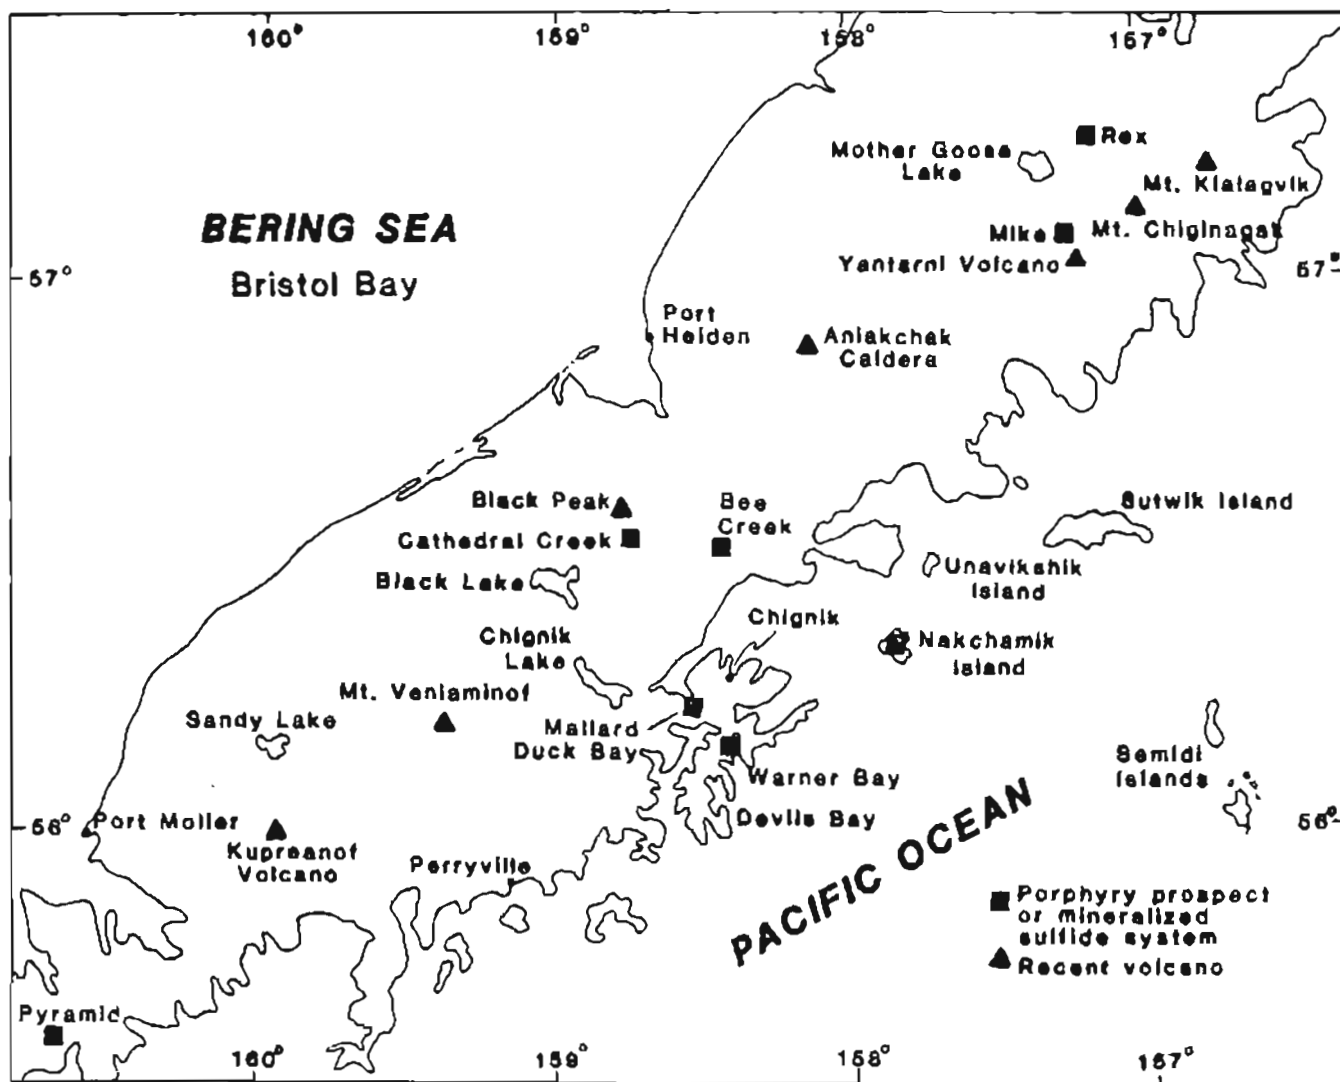 160° 159° 158° 157°
Rex
Mother Goose
Lake
Mt. Kialagvik
BERING SEA
Mike
Mt. Chiginagak
Bristol Bay
57°
Yantarni Volcano
57°
Port
Heiden
Aniakchak
Caldera
Black Peak
Bee
Creek
Sutwik Island
Cathedral Creek
Black Lake
Unavikshik
Island
Chignik
Chignik
Lake
Nakchamik
Island
Mt. Veniaminof
Sandy Lake
Mallard
Duck Bay
Semidi
Islands
Warner Bay
56°
Port Moller
Devils Bay
56°
Kupreanof
Volcano
Perryville
PACIFIC OCEAN
Porphyry prospect
or mineralized
sulfide system
Recent volcano
Pyramid
160° 159° 158° 157°